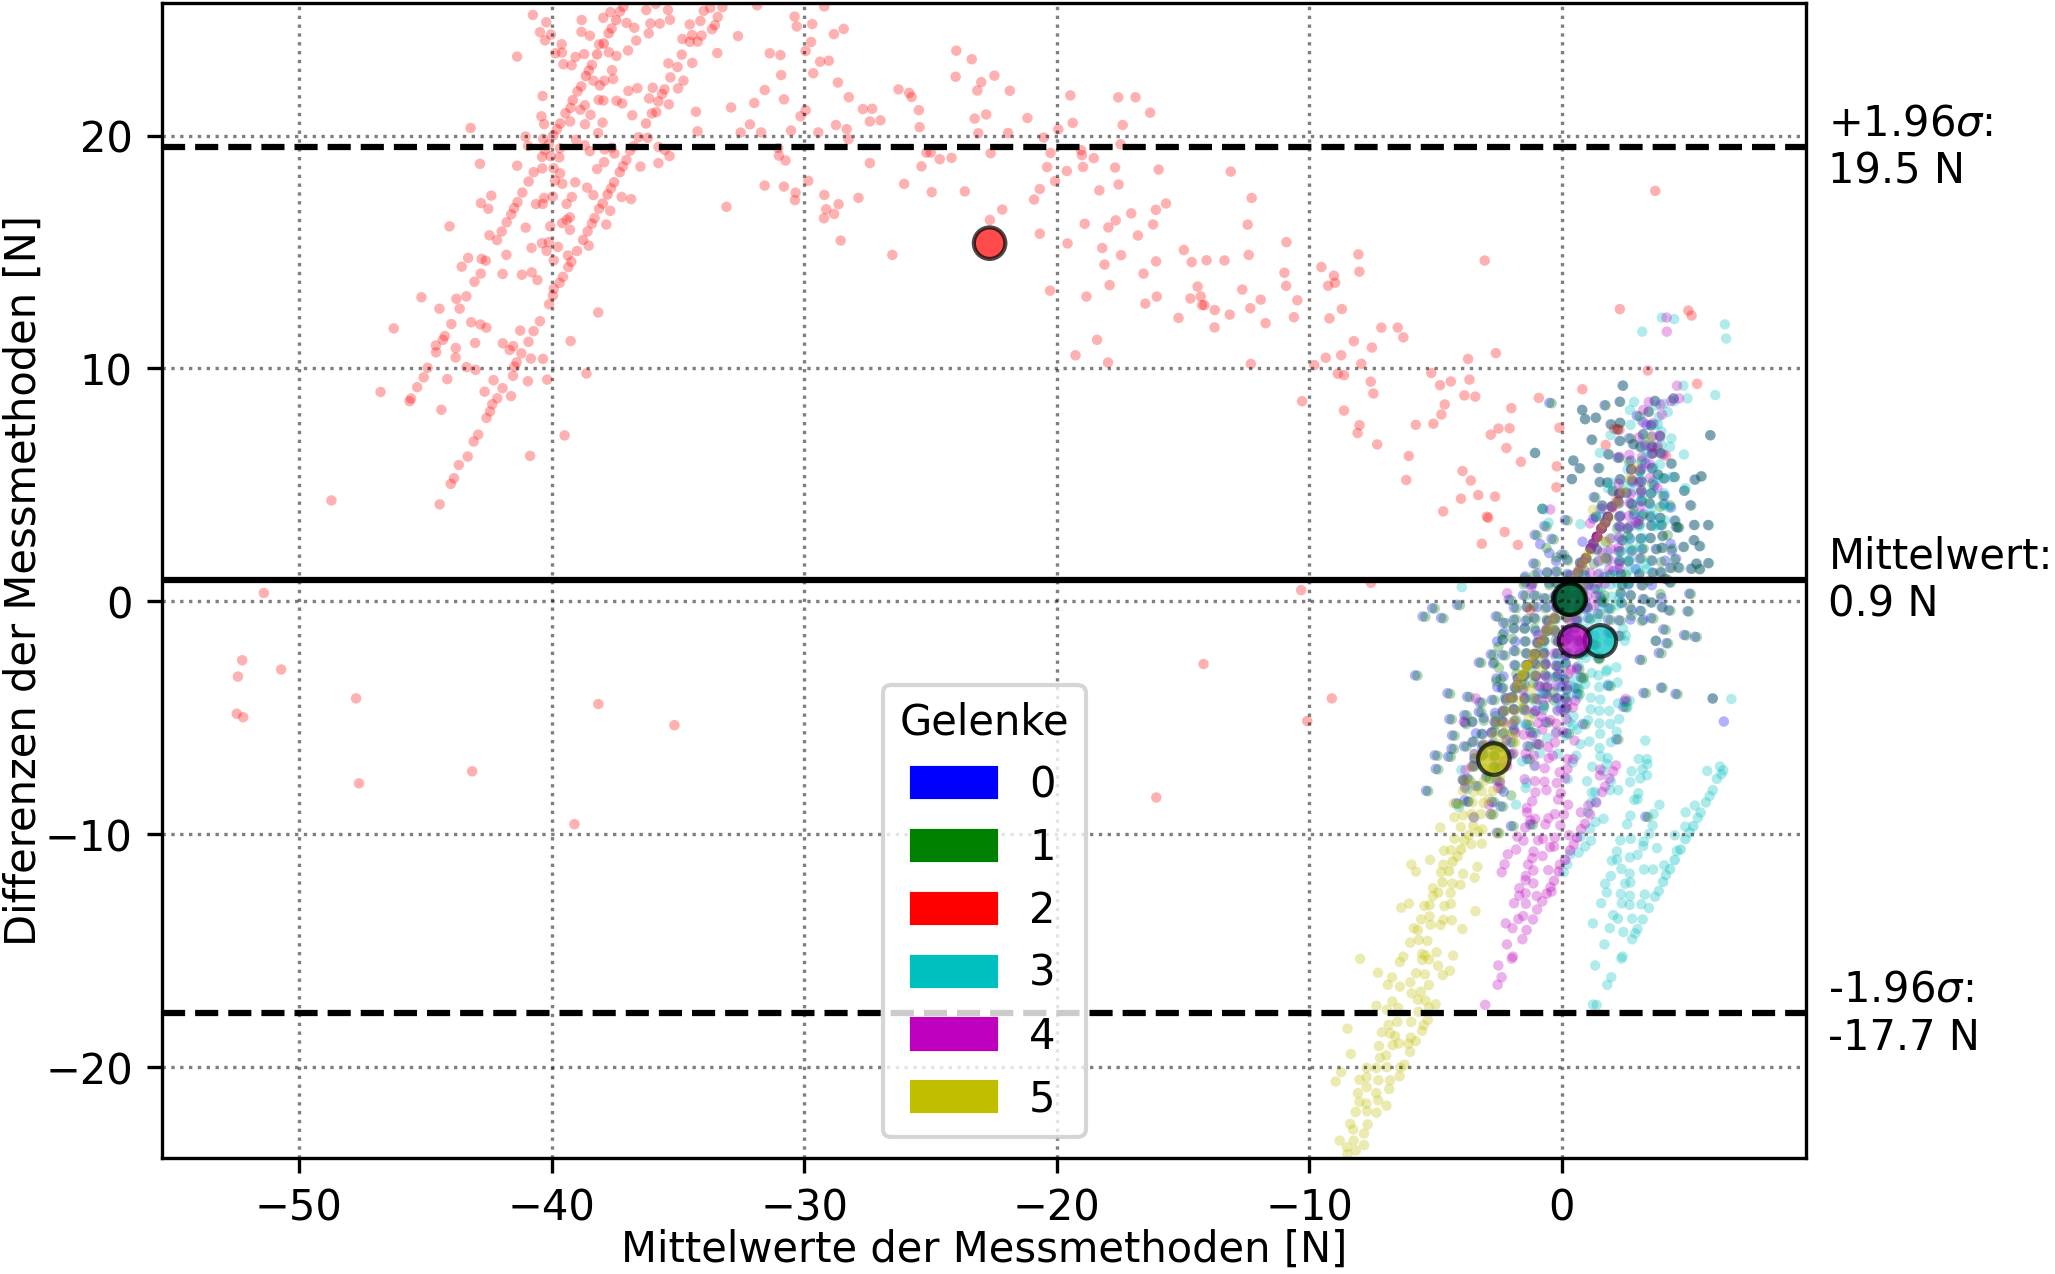 Differenzen der Messmethoden [N]
20
10
0
−10
−20
+1.96σ:
19.5 N
Mittelwert:
0.9 N
-1.96σ:
-17.7 N
Gelenke
0
1
2
3
4
5
−50
−40
−30
−20
−10
0
Mittelwerte der Messmethoden [N]